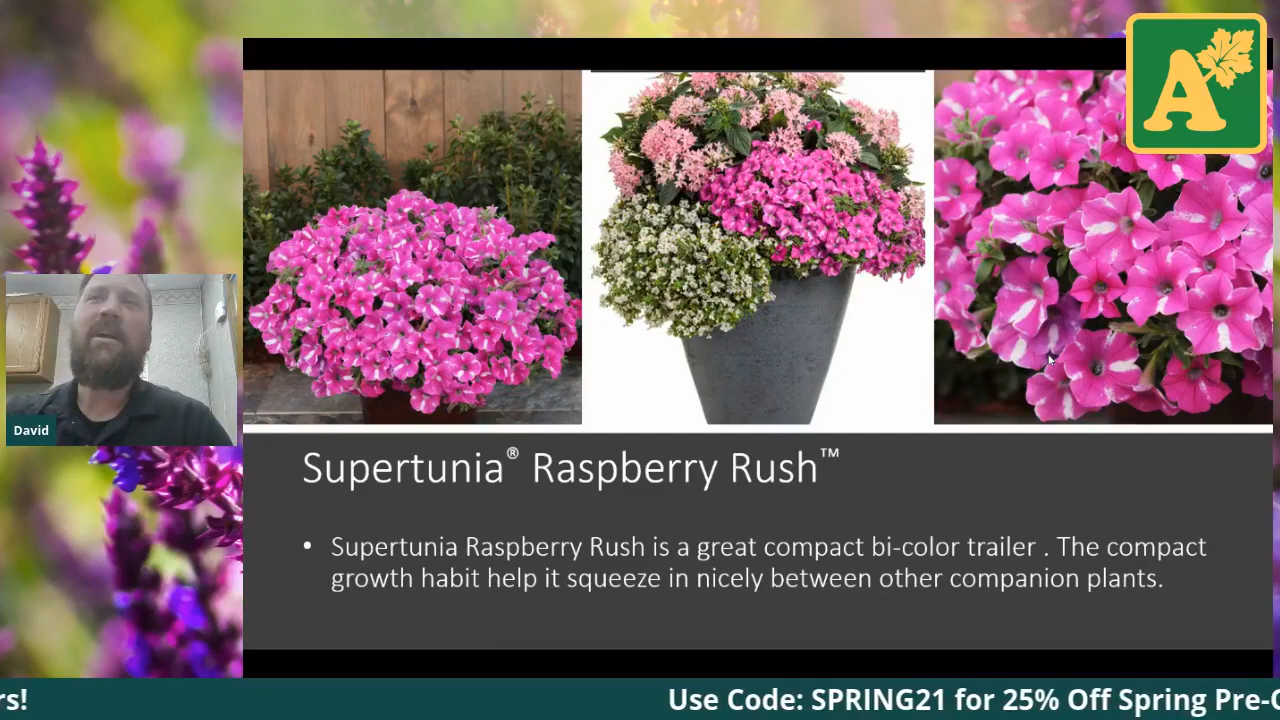 A
David
Supertunia® Raspberry Rush™
• Supertunia Raspberry Rush is a great compact bi-color trailer . The compact
growth habit help it squeeze in nicely between other companion plants.
rs!
Use Code: SPRING21 for 25% Off Spring Pre-